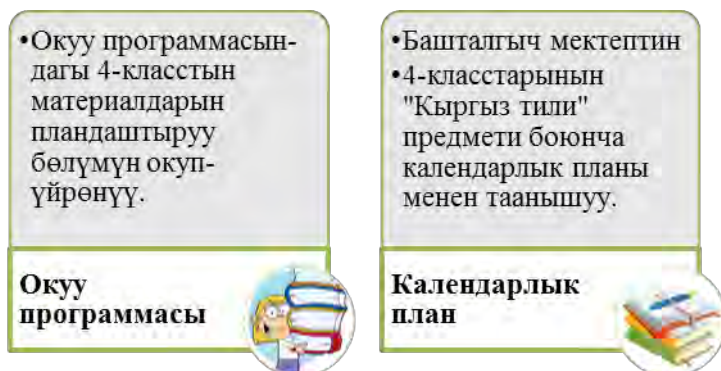 •Окуу программасын-
дагы 4-класстын
материалдарын
пландаштыруу
бөлүмүн окуп-
үйрөнүү.
Окуу
программасы
•Башталгыч мектептин
•4-класстарынын
"Кыргыз тили"
предмети боюнча
календарлык планы
менен таанышуу.
Календарлык
план